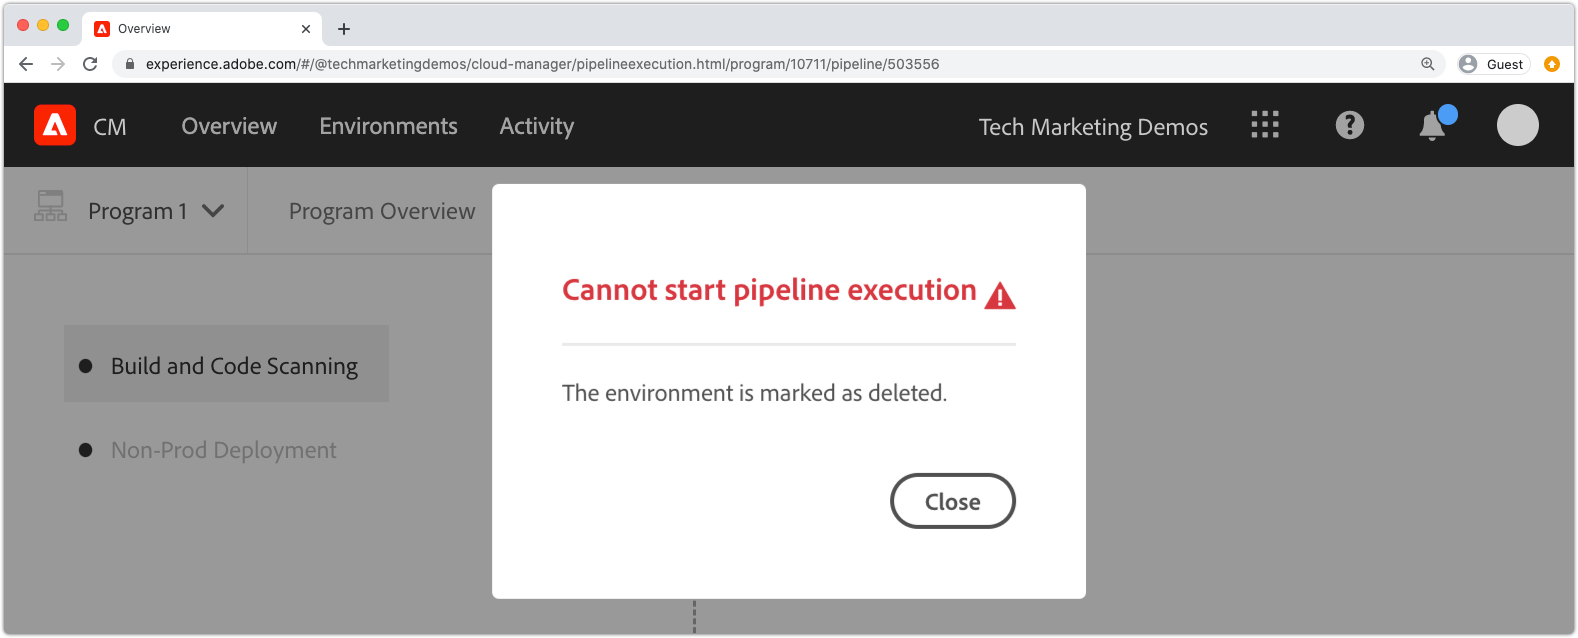 Overview
experience.adobe.com/#/@techmarketingdemos/cloud-manager/pipelineexecution.html/program/10711/pipeline/503556
Guest
CM Overview Environments Activity Tech Marketing Demos
Program 1 Program Overview
Cannot start pipeline execution
The environment is marked as deleted.
Close
Build and Code Scanning
Non-Prod Deployment